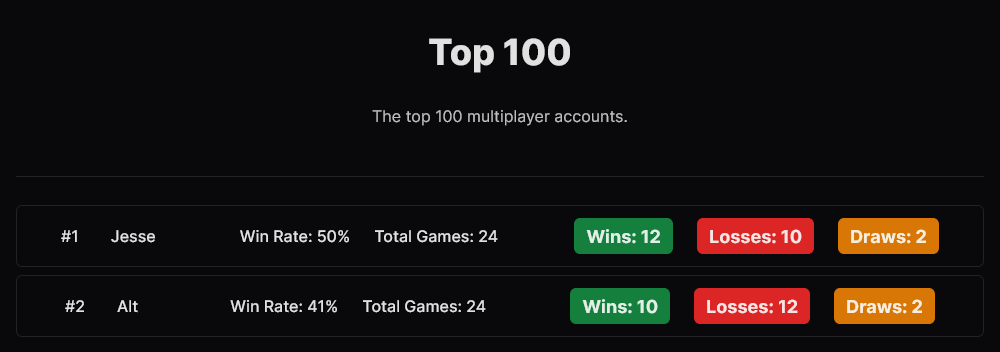 Top 100
The top 100 multiplayer accounts.
#1 Jesse Win Rate: 50% Total Games: 24 Wins: 12 Losses: 10 Draws: 2
#2 Alt Win Rate: 41% Total Games: 24 Wins: 10 Losses: 12 Draws: 2